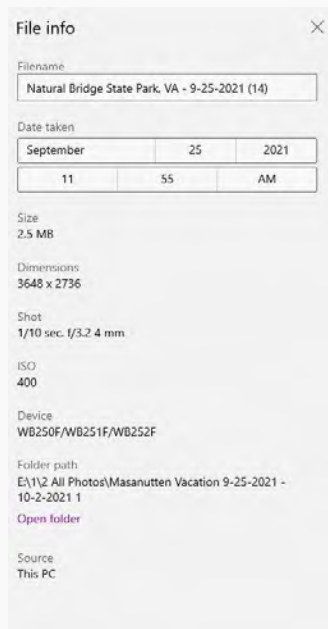 File info
Filename
Natural Bridge State Park, VA - 9-25-2021 (14)
Date taken
September 25 2021
11 55 AM
Size
2.5 MB
Dimensions
3648 x 2736
Shot
1/10 sec. f/3.2 4 mm
ISO
400
Device
WB250F/WB251F/WB252F
Folder path
E:\1\2 All Photos\Masanutten Vacation 9-25-2021 -
10-2-2021 1
Open folder
Source
This PC